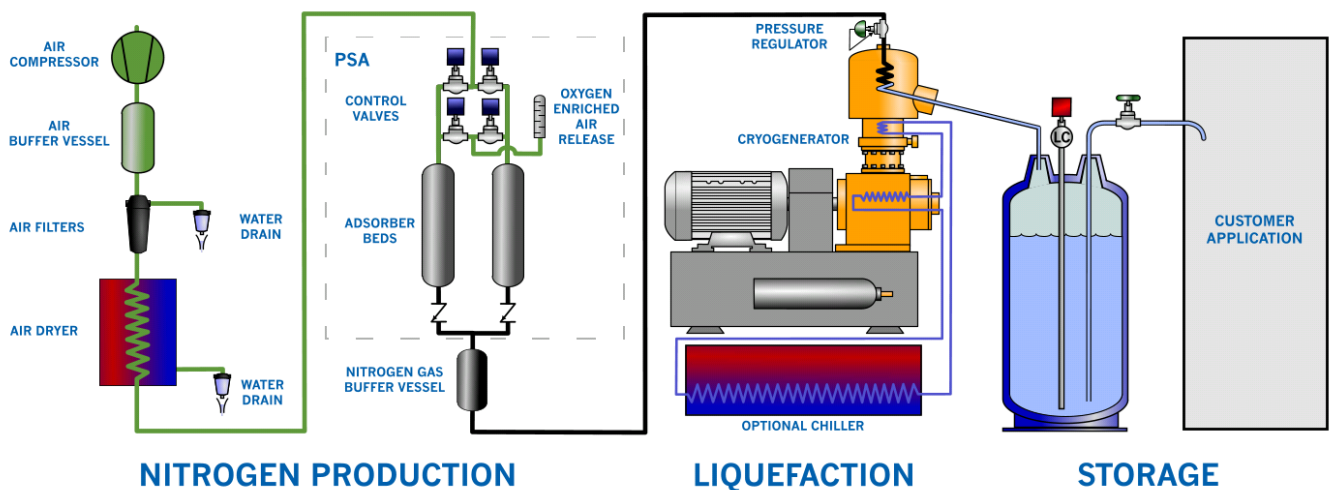 AIR
COMPRESSOR
AIR
BUFFER VESSEL
AIR FILTERS
WATER
DRAIN
AIR DRYER
WATER
DRAIN
PSA
CONTROL
VALVES
OXYGEN
ENRICHED
AIR
RELEASE
ADSORBER
BEDS
NITROGEN GAS
BUFFER VESSEL
PRESSURE
REGULATOR
CRYOGENERATOR
OPTIONAL CHILLER
LC
CUSTOMER
APPLICATION
NITROGEN PRODUCTION
LIQUEFACTION
STORAGE